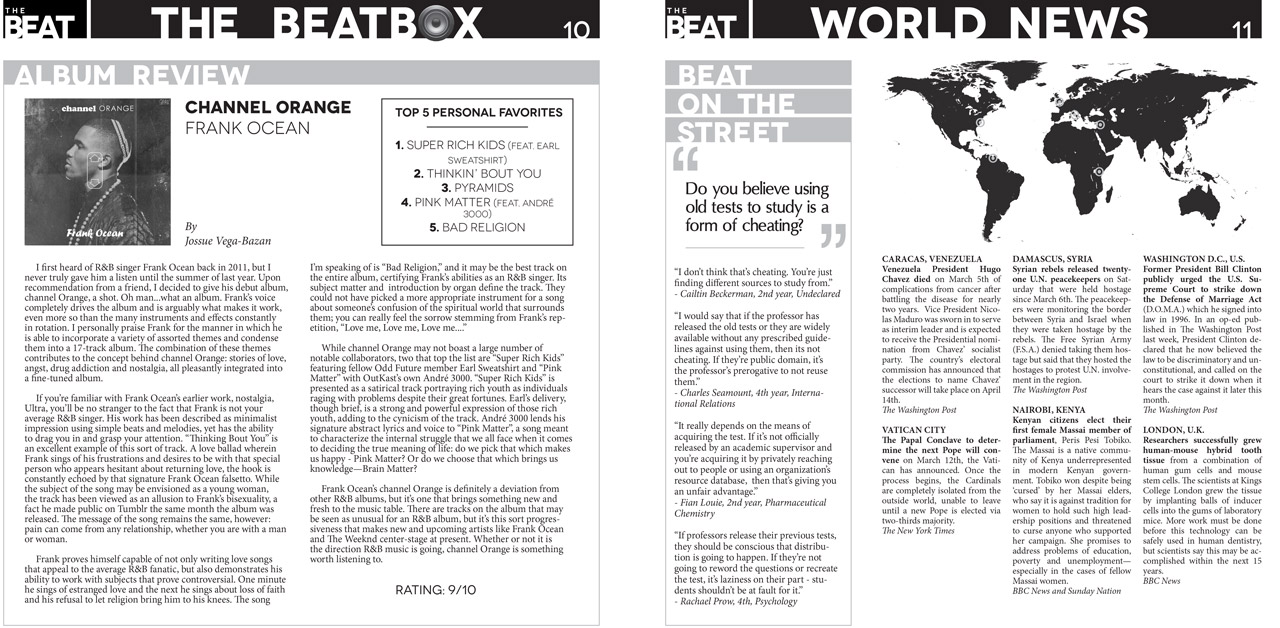 THE
BEAT
THE BEATBOX
10
ALBUM REVIEW
channel ORANGE
Frank Ocean
CHANNEL ORANGE
FRANK OCEAN
By
Jossue Vega-Bazan
TOP 5 PERSONAL FAVORITES
1. SUPER RICH KIDS (FEAT. EARL
SWEATSHIRT)
2. THINKIN' BOUT YOU
3. PYRAMIDS
4. PINK MATTER (FEAT. ANDRÉ
3000)
5. BAD RELIGION
I first heard of R&B singer Frank Ocean back in 2011, but I
never truly gave him a listen until the summer of last year. Upon
recommendation from a friend, I decided to give his debut album,
channel Orange, a shot. Oh man...what an album. Frank's voice
completely drives the album and is arguably what makes it work,
even more so than the many instruments and effects constantly
in rotation. I personally praise Frank for the manner in which he
is able to incorporate a variety of assorted themes and condense
them into a 17-track album. The combination of these themes
contributes to the concept behind channel Orange: stories of love,
angst, drug addiction and nostalgia, all pleasantly integrated into
a fine-tuned album.
If you're familiar with Frank Ocean's earlier work, nostalgia,
Ultra, you'll be no stranger to the fact that Frank is not your
average R&B singer. His work has been described as minimalist
impression using simple beats and melodies, yet has the ability
to drag you in and grasp your attention. "Thinking Bout You" is
an excellent example of this sort of track. A love ballad wherein
Frank sings of his frustrations and desires to be with that special
person who appears hesitant about returning love, the hook is
constantly echoed by that signature Frank Ocean falsetto. While
the subject of the song may be envisioned as a young woman,
the track has been viewed as an allusion to Frank's bisexuality, a
fact he made public on Tumblr the same month the album was
released. The message of the song remains the same, however:
pain can come from any relationship, whether you are with a man
or woman.
Frank proves himself capable of not only writing love songs
that appeal to the average R&B fanatic, but also demonstrates his
ability to work with subjects that prove controversial. One minute
he sings of estranged love and the next he sings about loss of faith
and his refusal to let religion bring him to his knees. The song
I'm speaking of is "Bad Religion," and it may be the best track on
the entire album, certifying Frank's abilities as an R&B singer. Its
subject matter and introduction by organ define the track. They
could not have picked a more appropriate instrument for a song
about someone's confusion of the spiritual world that surrounds
them; you can really feel the sorrow stemming from Frank's rep-
etition, "Love me, Love me, Love me...."
While channel Orange may not boast a large number of
notable collaborators, two that top the list are "Super Rich Kids"
featuring fellow Odd Future member Earl Sweatshirt and "Pink
Matter" with OutKast's own André 3000. "Super Rich Kids" is
presented as a satirical track portraying rich youth as individuals
raging with problems despite their great fortunes. Earl's delivery,
though brief, is a strong and powerful expression of those rich
youth, adding to the cynicism of the track. André 3000 lends his
signature abstract lyrics and voice to "Pink Matter", a song meant
to characterize the internal struggle that we all face when it comes
to deciding the true meaning of life: do we pick that which makes
us happy - Pink Matter? Or do we choose that which brings us
knowledge—Brain Matter?
Frank Ocean's channel Orange is definitely a deviation from
other R&B albums, but it's one that brings something new and
fresh to the music table. There are tracks on the album that may
be seen as unusual for an R&B album, but it's this sort progres-
siveness that makes new and upcoming artists like Frank Ocean
and The Weeknd center-stage at present. Whether or not it is
the direction R&B music is going, channel Orange is something
worth listening to.
RATING: 9/10
THE
BEAT
WORLD NEWS
11
BEAT
ON THE
STREET
“
Do you believe using
old tests to study is a
form of cheating?
”
"I don't think that's cheating. You're just
finding different sources to study from."
- Cailtin Beckerman, 2nd year, Undeclared
"I would say that if the professor has
released the old tests or they are widely
available without any prescribed guide-
lines against using them, then its not
cheating. If they're public domain, it's
the professor's prerogative to not reuse
them."
- Charles Seamount, 4th year, Interna-
tional Relations
"It really depends on the means of
acquiring the test. If it's not officially
released by an academic supervisor and
you're acquiring it by privately reaching
out to people or using an organization's
resource database, then that's giving you
an unfair advantage."
- Fian Louie, 2nd year, Pharmaceutical
Chemistry
"If professors release their previous tests,
they should be conscious that distribu-
tion is going to happen. If they're not
going to reword the questions or recreate
the test, it's laziness on their part - stu-
dents shouldn't be at fault for it."
- Rachael Prow, 4th, Psychology
CARACAS, VENEZUELA
Venezuela President Hugo
Chavez died on March 5th of
complications from cancer after
battling the disease for nearly
two years. Vice President Nico-
las Maduro was sworn in to serve
as interim leader and is expected
to receive the Presidential nomi-
nation from Chavez' socialist
party. The country's electoral
commission has announced that
the elections to name Chavez'
successor will take place on April
14th.
The Washington Post
VATICAN CITY
The Papal Conclave to deter-
mine the next Pope will con-
vene on March 12th, the Vati-
can has announced. Once the
process begins, the Cardinals
are completely isolated from the
outside world, unable to leave
until a new Pope is elected via
two-thirds majority.
The New York Times
DAMASCUS, SYRIA
Syrian rebels released twenty-
one U.N. peacekeepers on Sat-
urday that were held hostage
since March 6th. The peacekeep-
ers were monitoring the border
between Syria and Israel when
they were taken hostage by the
rebels. The Free Syrian Army
(F.S.A.) denied taking them hos-
tage but said that they hosted the
hostages to protest U.N. involve-
ment in the region.
The Washington Post
NAIROBI, KENYA
Kenyan citizens elect their
first female Massai member of
parliament, Peris Pesi Tobiko.
The Massai is a native commu-
nity of Kenya underrepresented
in modern Kenyan govern-
ment. Tobiko won despite being
'cursed' by her Massai elders,
who say it is against tradition for
women to hold such high lead-
ership positions and threatened
to curse anyone who supported
her campaign. She promises to
address problems of education,
poverty and unemployment—
especially in the cases of fellow
Massai women.
BBC News and Sunday Nation
WASHINGTON D.C., U.S.
Former President Bill Clinton
publicly urged the U.S. Su-
preme Court to strike down
the Defense of Marriage Act
(D.O.M.A.) which he signed into
law in 1996. In an op-ed pub-
lished in The Washington Post
last week, President Clinton de-
clared that he now believed the
law to be discriminatory and un-
constitutional, and called on the
court to strike it down when it
hears the case against it later this
month.
The Washington Post
LONDON, U.K.
Researchers successfully grew
human-mouse hybrid tooth
tissue from a combination of
human gum cells and mouse
stem cells. The scientists at Kings
College London grew the tissue
by implanting balls of inducer
cells into the gums of laboratory
mice. More work must be done
before this technology can be
safely used in human dentistry,
but scientists say this may be ac-
complished within the next 15
years.
BBC News